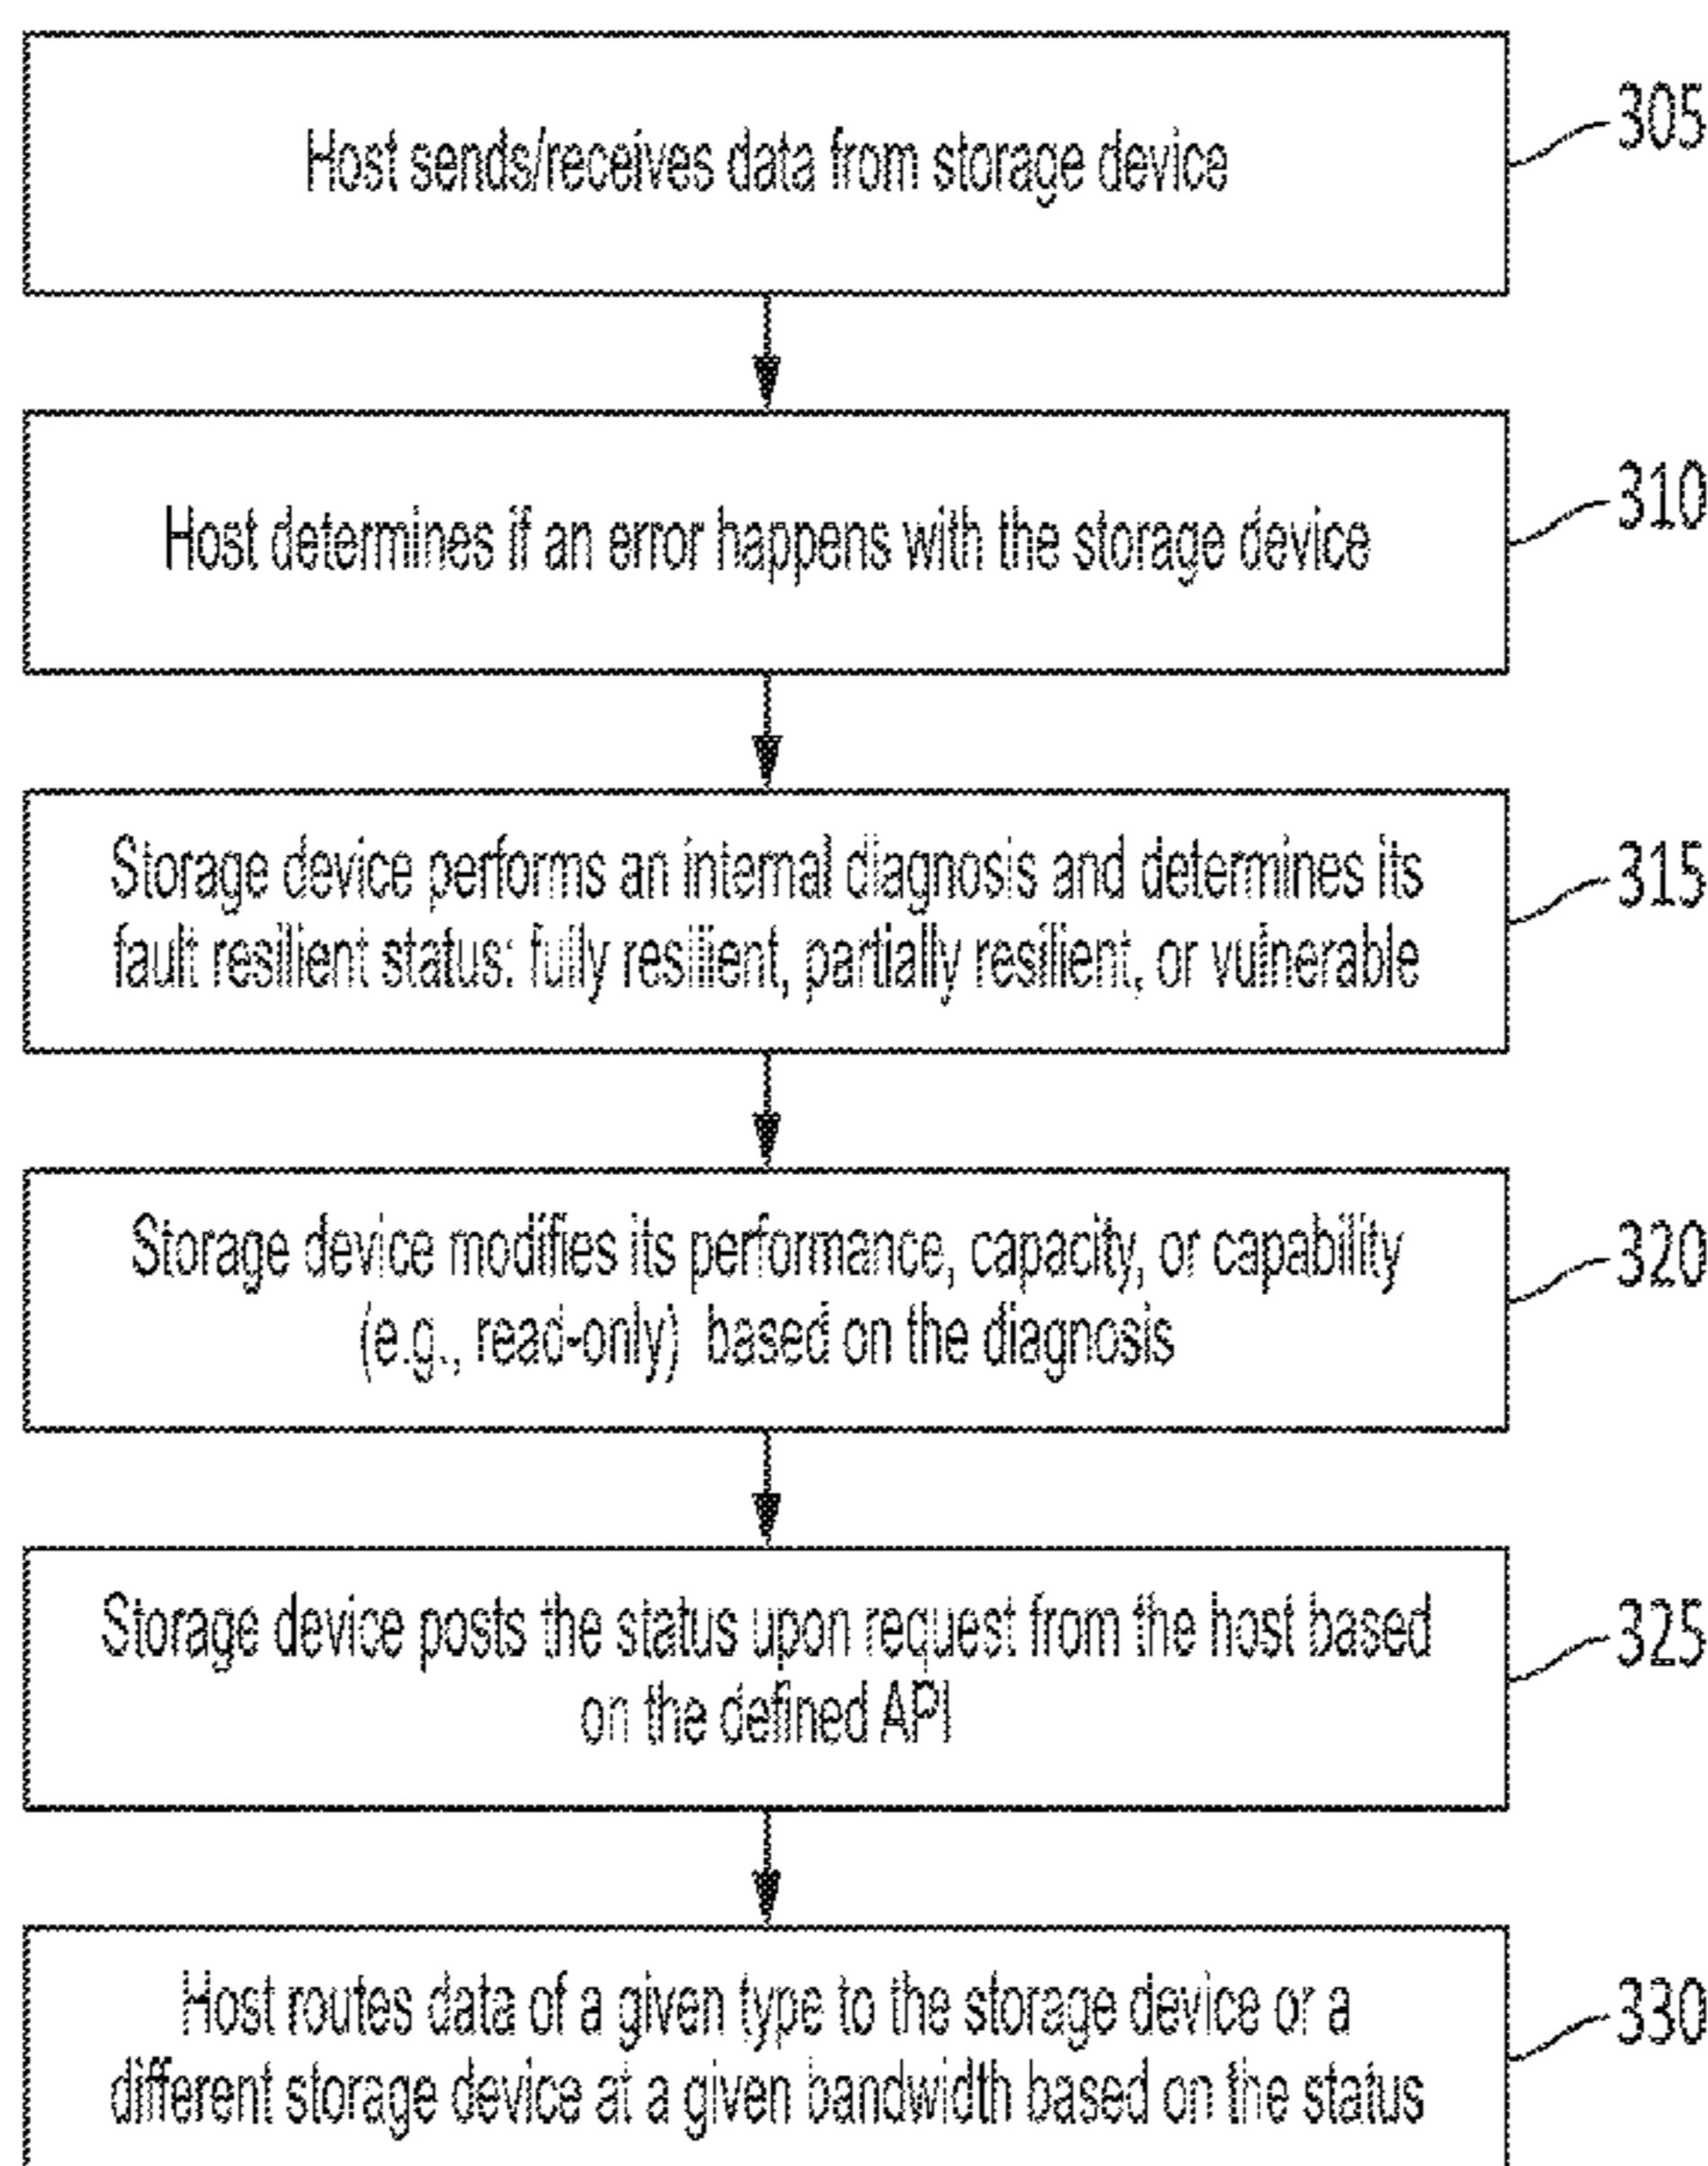 Host sends/receives data from storage device
305
Host determines if an error happens with the storage device
310
Storage device performs an internal diagnosis and determines its
fault resilient status: fully resilient, partially resilient, or vulnerable
315
Storage device modifies its performance, capacity, or capability
(e.g., read-only) based on the diagnosis
320
Storage device posts the status upon request from the host based
on the defined API
325
Host routes data of a given type to the storage device or a
different storage device at a given bandwidth based on the status
330